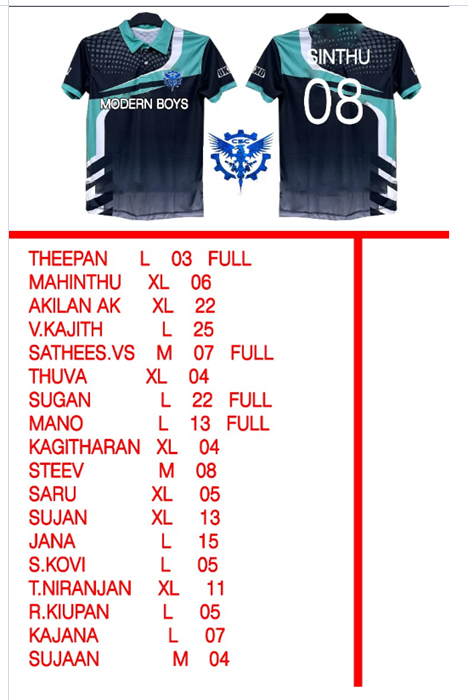 SINTHU
08
MODERN BOYS
CSC
THEEPAN L 03 FULL
MAHINTHU XL 06
AKILAN AK XL 22
V.KAJITH L 25
SATHEES.VS M 07 FULL
THUVA XL 04
SUGAN L 22 FULL
MANO L 13 FULL
KAGITHARAN XL 04
STEEV M 08
SARU XL 05
SUJAN XL 13
JANA L 15
S.KOVI L 05
T.NIRANJAN XL 11
R.KIUPAN L 05
KAJANA L 07
SUJAAN M 04